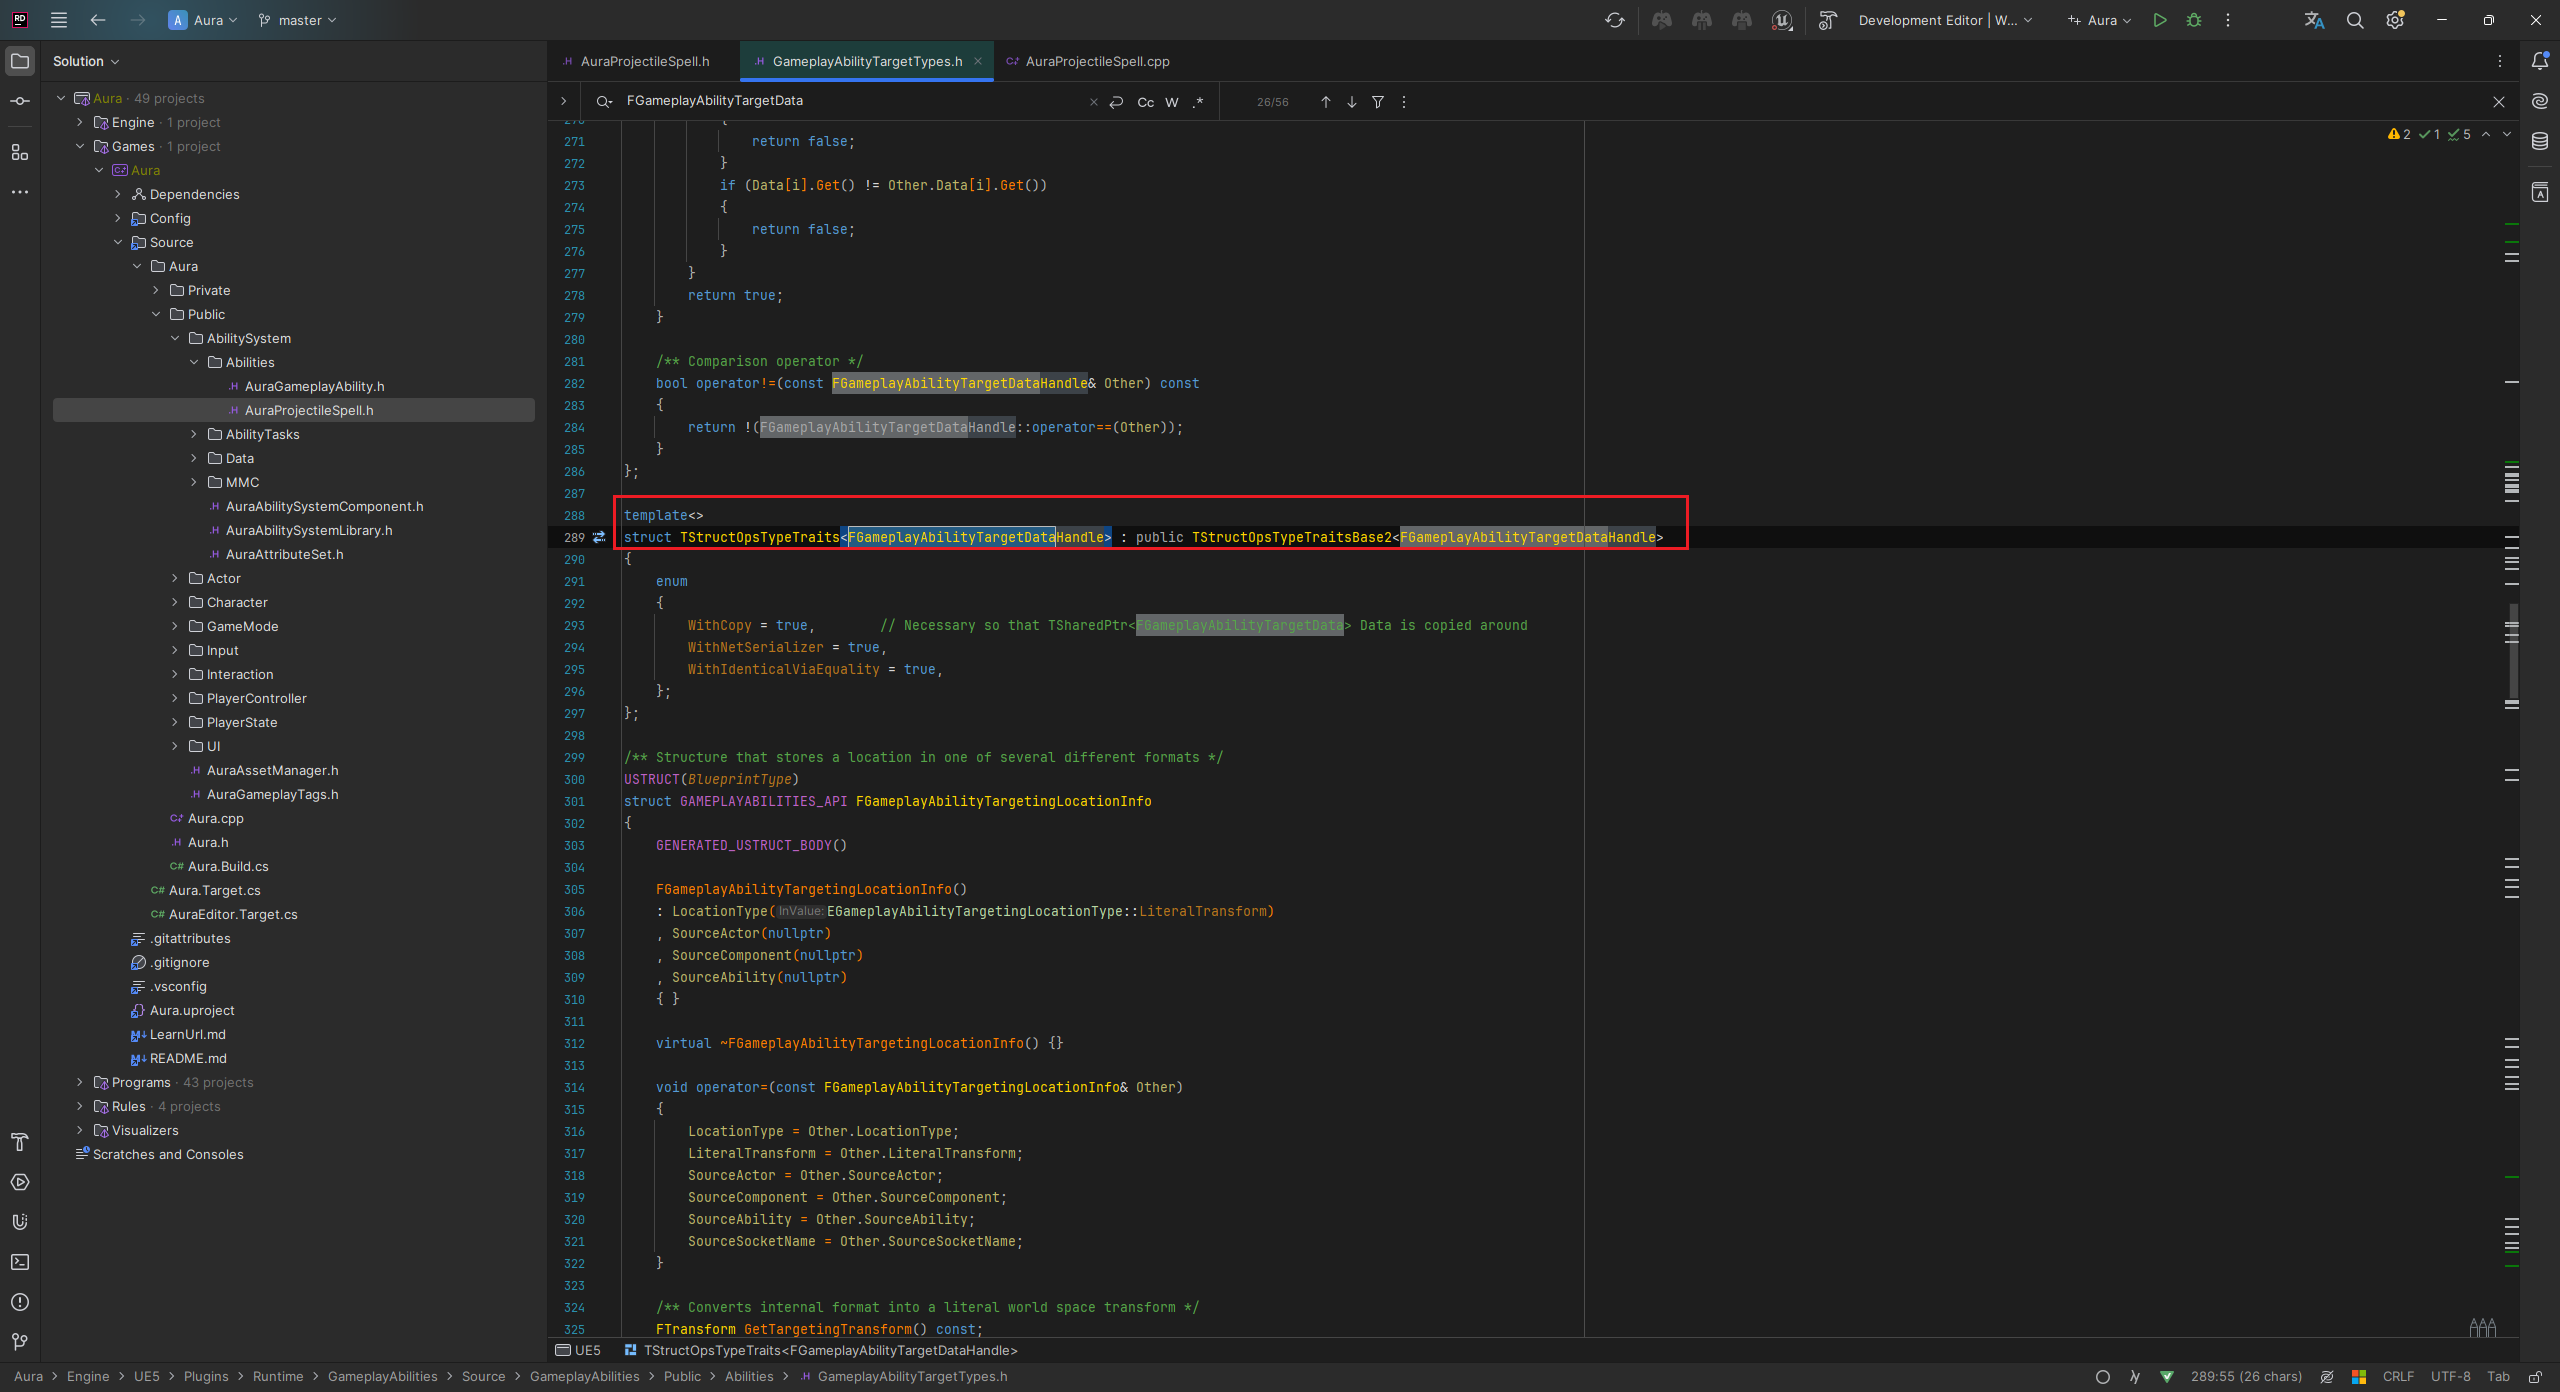 RD
A Aura
master
Development Editor | W...
Aura
Solution
Aura · 49 projects
Engine · 1 project
Games · 1 project
Aura
Dependencies
Config
Source
Aura
Private
Public
AbilitySystem
Abilities
AuraGameplayAbility.h
AuraProjectileSpell.h
AbilityTasks
Data
MMC
AuraAbilitySystemComponent.h
AuraAbilitySystemLibrary.h
AuraAttributeSet.h
Actor
Character
GameMode
Input
Interaction
PlayerController
PlayerState
UI
AuraAssetManager.h
AuraGameplayTags.h
Aura.cpp
Aura.h
Aura.Build.cs
Aura.Target.cs
AuraEditor.Target.cs
.gitattributes
.gitignore
.vsconfig
Aura.uproject
LearnUrl.md
README.md
Programs · 43 projects
Rules · 4 projects
Visualizers
Scratches and Consoles
AuraProjectileSpell.h
GameplayAbilityTargetTypes.h
AuraProjectileSpell.cpp
FGameplayAbilityTargetData
Cc W .*
26/56
2 1 5
270 {
271 return false;
272 }
273 if (Data[i].Get() != Other.Data[i].Get())
274 {
275 return false;
276 }
277 }
278 return true;
279 }
280
281 /** Comparison operator */
282 bool operator!=(const FGameplayAbilityTargetDataHandle& Other) const
283 {
284 return !(FGameplayAbilityTargetDataHandle::operator==(Other));
285 }
286 };
287
288 template<>
289 struct TStructOpsTypeTraits<FGameplayAbilityTargetDataHandle> : public TStructOpsTypeTraitsBase2<FGameplayAbilityTargetDataHandle>
290 {
291 enum
292 {
293 WithCopy = true, // Necessary so that TSharedPtr<FGameplayAbilityTargetData> Data is copied around
294 WithNetSerializer = true,
295 WithIdenticalViaEquality = true,
296 };
297 };
298
299 /** Structure that stores a location in one of several different formats */
300 USTRUCT(BlueprintType)
301 struct GAMEPLAYABILITIES_API FGameplayAbilityTargetingLocationInfo
302 {
303 GENERATED_USTRUCT_BODY()
304
305 FGameplayAbilityTargetingLocationInfo()
306 : LocationType(InValue: EGameplayAbilityTargetingLocationType::LiteralTransform)
307 , SourceActor(nullptr)
308 , SourceComponent(nullptr)
309 , SourceAbility(nullptr)
310 { }
311
312 virtual ~FGameplayAbilityTargetingLocationInfo() {}
313
314 void operator=(const FGameplayAbilityTargetingLocationInfo& Other)
315 {
316 LocationType = Other.LocationType;
317 LiteralTransform = Other.LiteralTransform;
318 SourceActor = Other.SourceActor;
319 SourceComponent = Other.SourceComponent;
320 SourceAbility = Other.SourceAbility;
321 SourceSocketName = Other.SourceSocketName;
322 }
323
324 /** Converts internal format into a literal world space transform */
325 FTransform GetTargetingTransform() const;
UE5 TStructOpsTypeTraits<FGameplayAbilityTargetDataHandle>
Aura > Engine > UE5 > Plugins > Runtime > GameplayAbilities > Source > GameplayAbilities > Public > Abilities > GameplayAbilityTargetTypes.h
289:55 (26 chars) CRLF UTF-8 Tab